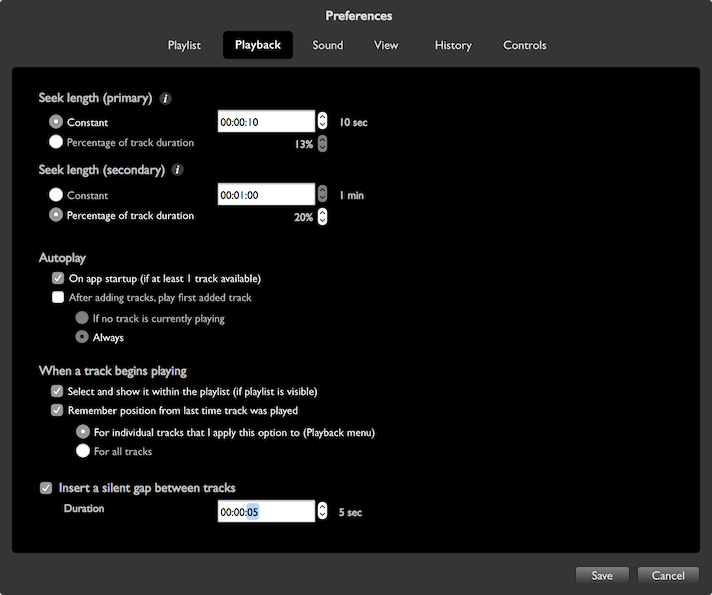 Preferences
Playlist Playback Sound View History Controls
Seek length (primary) i
Constant 00:00:10 10 sec
Percentage of track duration 13%
Seek length (secondary) i
Constant 00:01:00 1 min
Percentage of track duration 20%
Autoplay
On app startup (if at least 1 track available)
After adding tracks, play first added track
If no track is currently playing
Always
When a track begins playing
Select and show it within the playlist (if playlist is visible)
Remember position from last time track was played
For individual tracks that I apply this option to (Playback menu)
For all tracks
Insert a silent gap between tracks
Duration 00:00:05 5 sec
Save Cancel